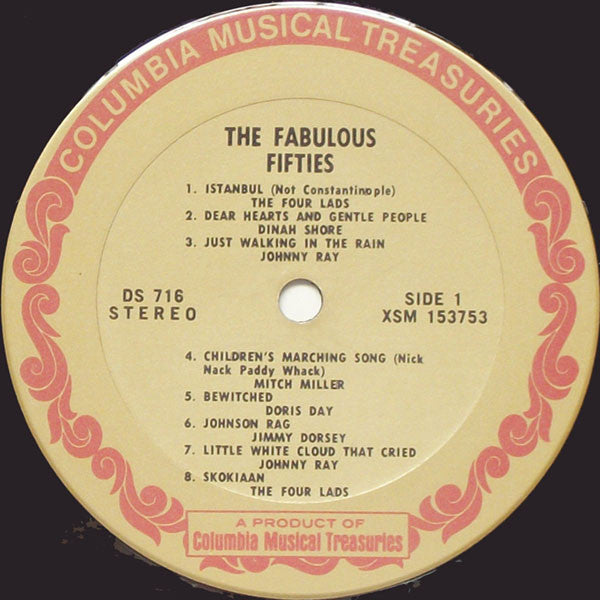 COLUMBIA MUSICAL TREASURIES
THE FABULOUS
FIFTIES
1. ISTANBUL (Not Constantinople)
THE FOUR LADS
2. DEAR HEARTS AND GENTLE PEOPLE
DINAH SHORE
3. JUST WALKING IN THE RAIN
JOHNNY RAY
DS 716
STEREO
SIDE 1
XSM 153753
4. CHILDREN'S MARCHING SONG (Nick
Nack Paddy Whack)
MITCH MILLER
5. BEWITCHED
DORIS DAY
6. JOHNSON RAG
JIMMY DORSEY
7. LITTLE WHITE CLOUD THAT CRIED
JOHNNY RAY
8. SKOKIAAN
THE FOUR LADS
A PRODUCT OF
Columbia Musical Treasuries